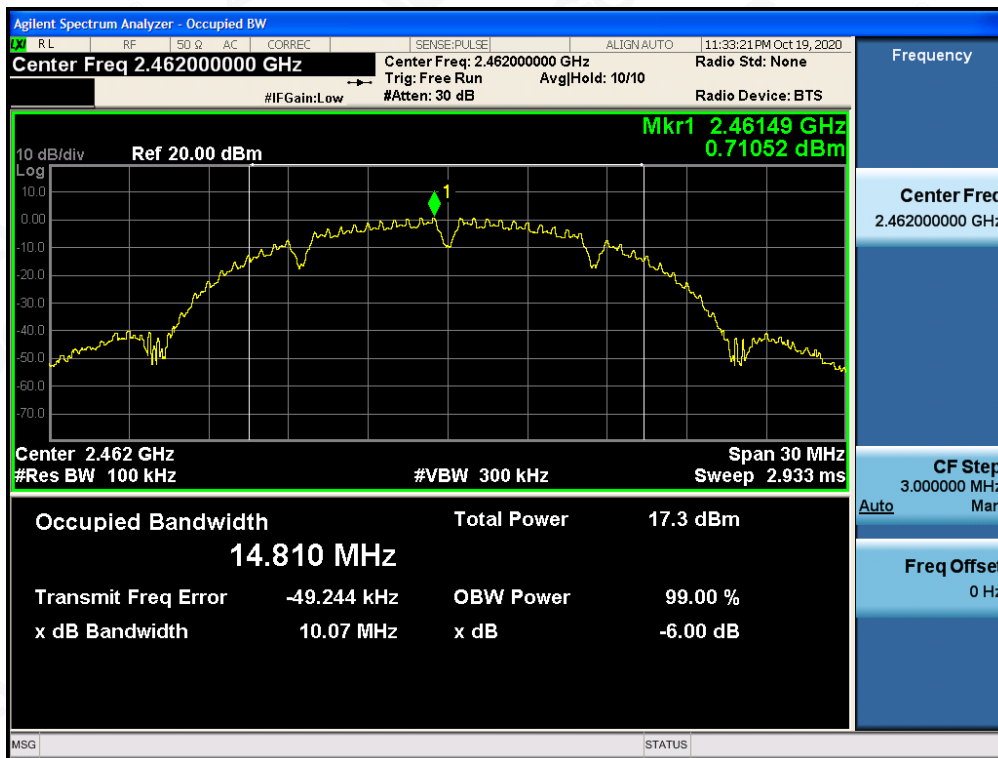 Agilent Spectrum Analyzer - Occupied BW
LXI RL RF 50 Ω AC CORREC SENSE:PULSE ALIGN AUTO 11:33:21 PM Oct 19, 2020
Center Freq 2.462000000 GHz Center Freq: 2.462000000 GHz Radio Std: None
Trig: Free Run Avg|Hold: 10/10
#IFGain:Low #Atten: 30 dB Radio Device: BTS
Mkr1 2.46149 GHz
10 dB/div Ref 20.00 dBm 0.71052 dBm
Log
10.0
1
0.00
-10.0
-20.0
-30.0
-40.0
-50.0
-60.0
-70.0
Center 2.462 GHz Span 30 MHz
#Res BW 100 kHz #VBW 300 kHz Sweep 2.933 ms
Occupied Bandwidth Total Power 17.3 dBm
14.810 MHz
Transmit Freq Error -49.244 kHz OBW Power 99.00 %
x dB Bandwidth 10.07 MHz x dB -6.00 dB
Frequency
Center Freq
2.462000000 GHz
CF Step
3.000000 MHz
Auto Man
Freq Offset
0 Hz
MSG STATUS